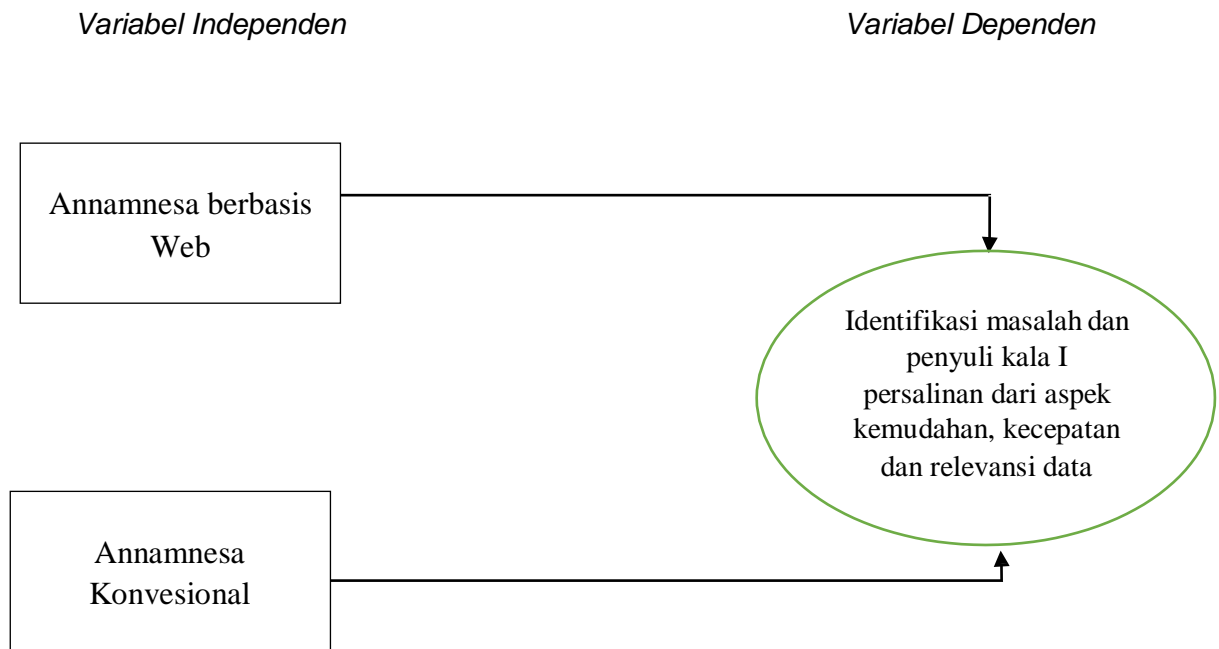 Variabel Independen
Variabel Dependen
Annamnesa berbasis
Web
Identifikasi masalah dan
penyuli kala I
persalinan dari aspek
kemudahan, kecepatan
dan relevansi data
Annamnesa
Konvesional